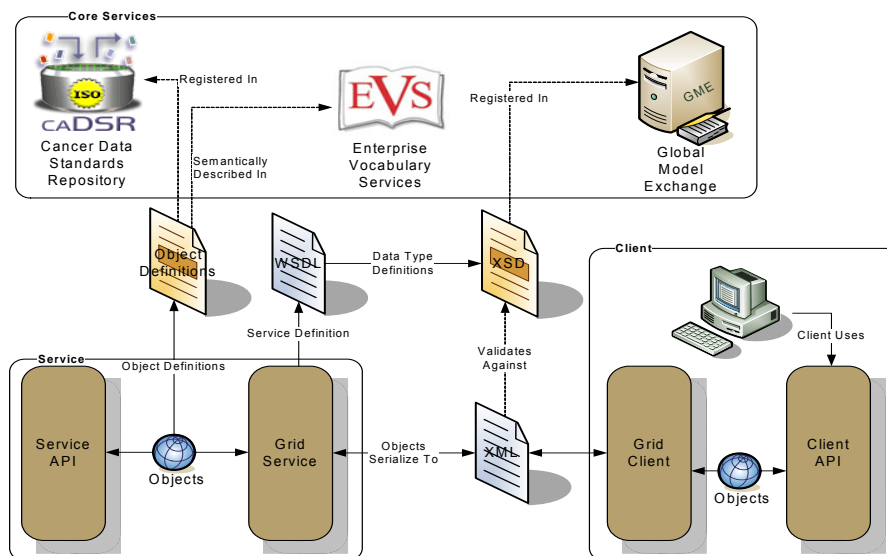 Core Services
ISO
caDSR
Cancer Data
Standards
Repository
Registered In
Semantically
Described In
EVS
Enterprise
Vocabulary
Services
Registered In
GME
Global
Model
Exchange
Object
Definitions
WSDL
Data Type
Definitions
XSD
Client
Object Definitions
Service Definition
Validates
Against
Client Uses
Service
Service
API
Objects
Grid
Service
Objects
Serialize To
XML
Grid
Client
Objects
Client
API